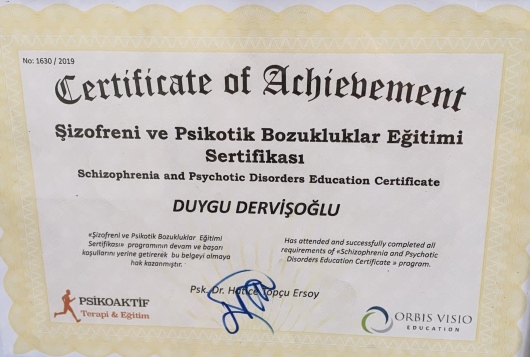 No: 1630 / 2019
Certificate of Achievement
Şizofreni ve Psikotik Bozukluklar Eğitimi
Sertifikası
Schizophrenia and Psychotic Disorders Education Certificate
DUYGU DERVİŞOĞLU
«Şizofreni ve Psikotik Bozukluklar Eğitimi
Sertifikası» programının devam ve başarı
koşullarını yerine getirerek bu belgeyi almaya
hak kazanmıştır.
Has attended and successfully completed all
requirements of «Schizophrenia and Psychotic
Disorders Education Certificate » program.
Psk. Dr. Hatice Topçu Ersoy
PSİKOAKTİF
Terapi & Eğitim
ORBIS VISIO
EDUCATION